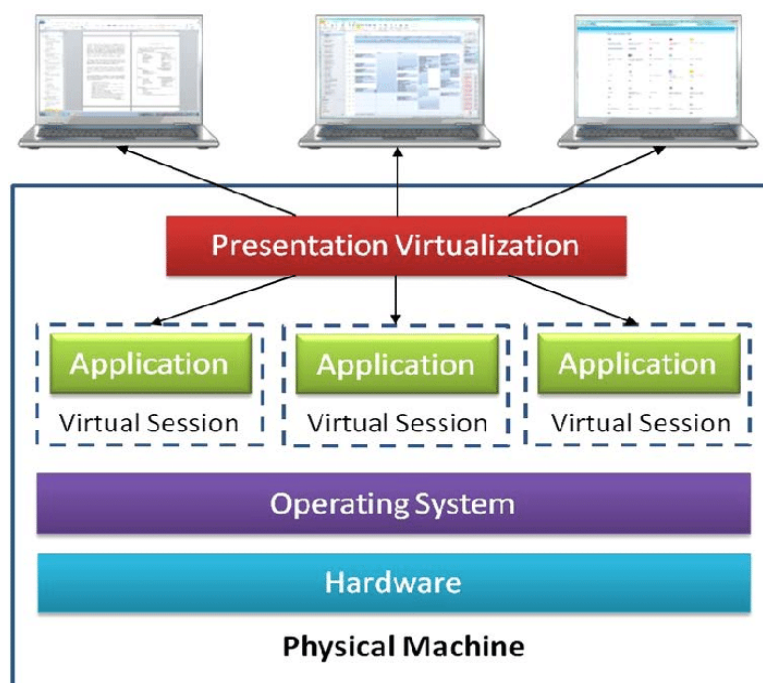 Presentation Virtualization
Application
Application
Application
Virtual Session
Virtual Session
Virtual Session
Operating System
Hardware
Physical Machine